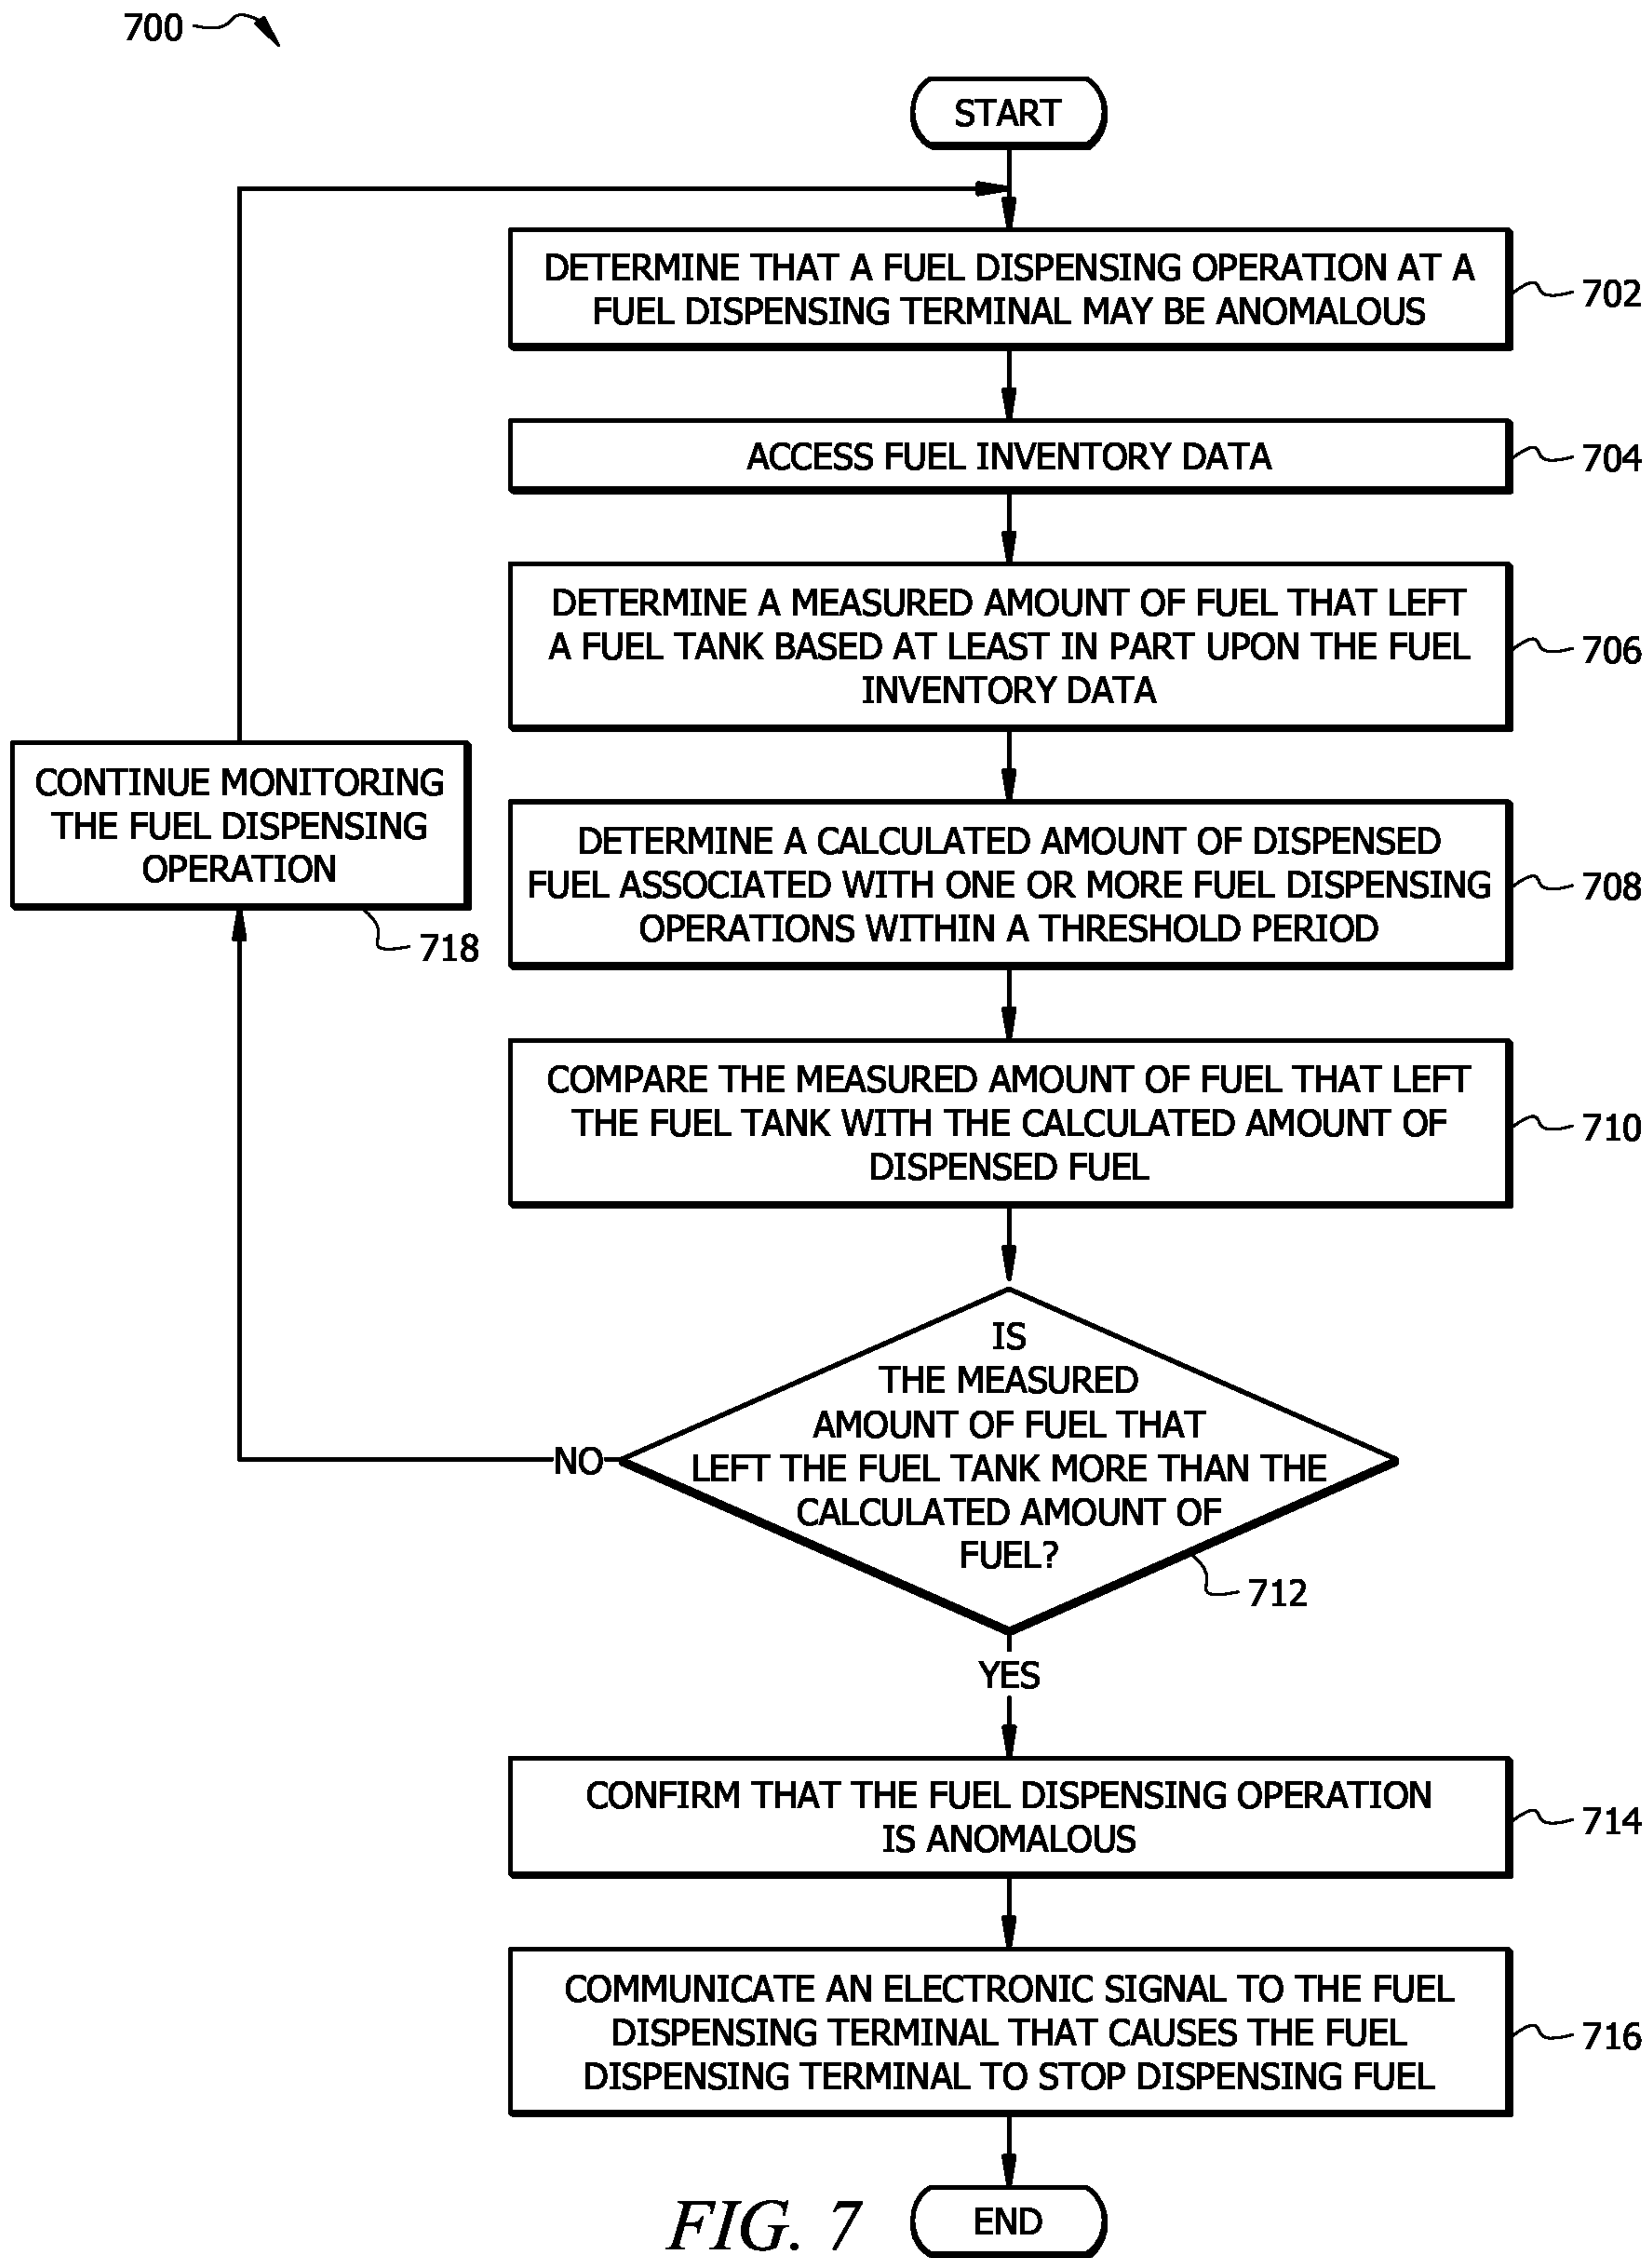 700
START
DETERMINE THAT A FUEL DISPENSING OPERATION AT A
FUEL DISPENSING TERMINAL MAY BE ANOMALOUS
702
ACCESS FUEL INVENTORY DATA
704
DETERMINE A MEASURED AMOUNT OF FUEL THAT LEFT
A FUEL TANK BASED AT LEAST IN PART UPON THE FUEL
INVENTORY DATA
706
CONTINUE MONITORING
THE FUEL DISPENSING
OPERATION
718
DETERMINE A CALCULATED AMOUNT OF DISPENSED
FUEL ASSOCIATED WITH ONE OR MORE FUEL DISPENSING
OPERATIONS WITHIN A THRESHOLD PERIOD
708
COMPARE THE MEASURED AMOUNT OF FUEL THAT LEFT
THE FUEL TANK WITH THE CALCULATED AMOUNT OF
DISPENSED FUEL
710
IS
THE MEASURED
AMOUNT OF FUEL THAT
LEFT THE FUEL TANK MORE THAN THE
CALCULATED AMOUNT OF
FUEL?
712
NO
YES
CONFIRM THAT THE FUEL DISPENSING OPERATION
IS ANOMALOUS
714
COMMUNICATE AN ELECTRONIC SIGNAL TO THE FUEL
DISPENSING TERMINAL THAT CAUSES THE FUEL
DISPENSING TERMINAL TO STOP DISPENSING FUEL
716
END
FIG. 7